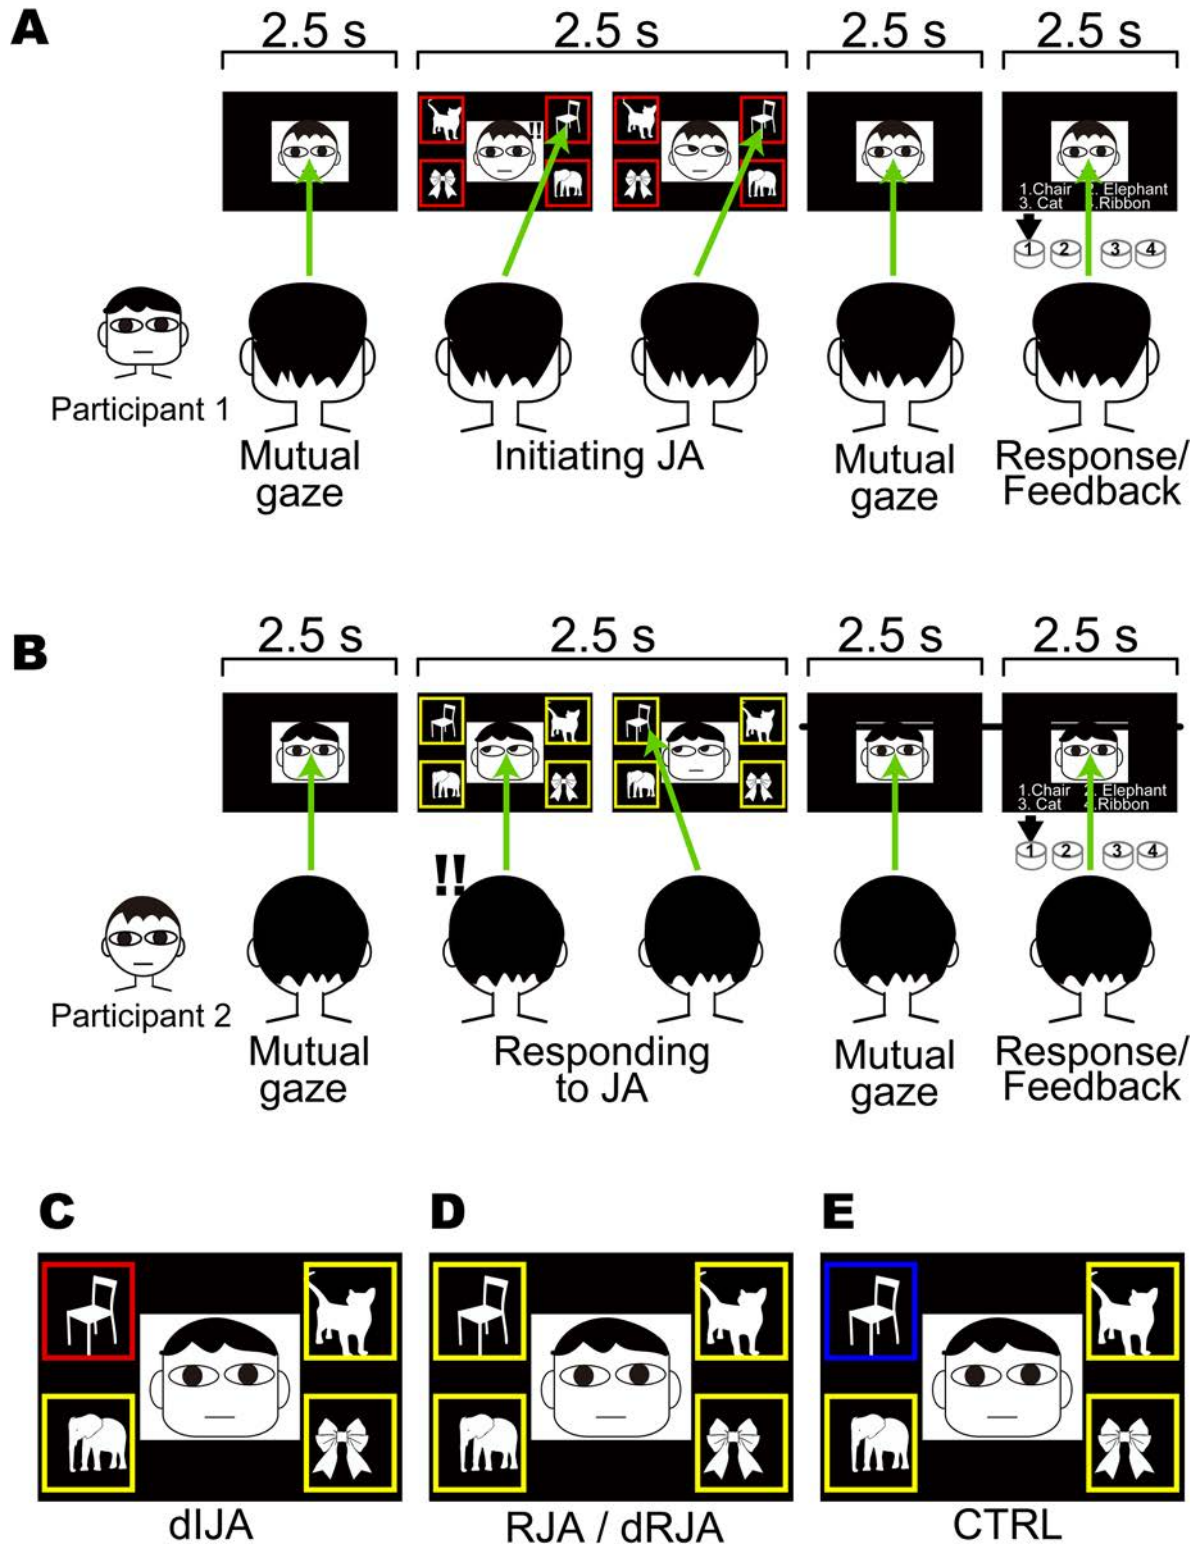 A
2.5 s 2.5 s 2.5 s 2.5 s
!!
1.Chair 2. Elephant
3. Cat .Ribbon
1 2 3 4
Participant 1
Mutual gaze
Initiating JA
Mutual gaze
Response/
Feedback
B
2.5 s 2.5 s 2.5 s 2.5 s
1.Chair 2. Elephant
3. Cat 4.Ribbon
1 2 3 4
!!
Participant 2
Mutual gaze
Responding
to JA
Mutual gaze
Response/
Feedback
C D E
dIJA RJA / dRJA CTRL